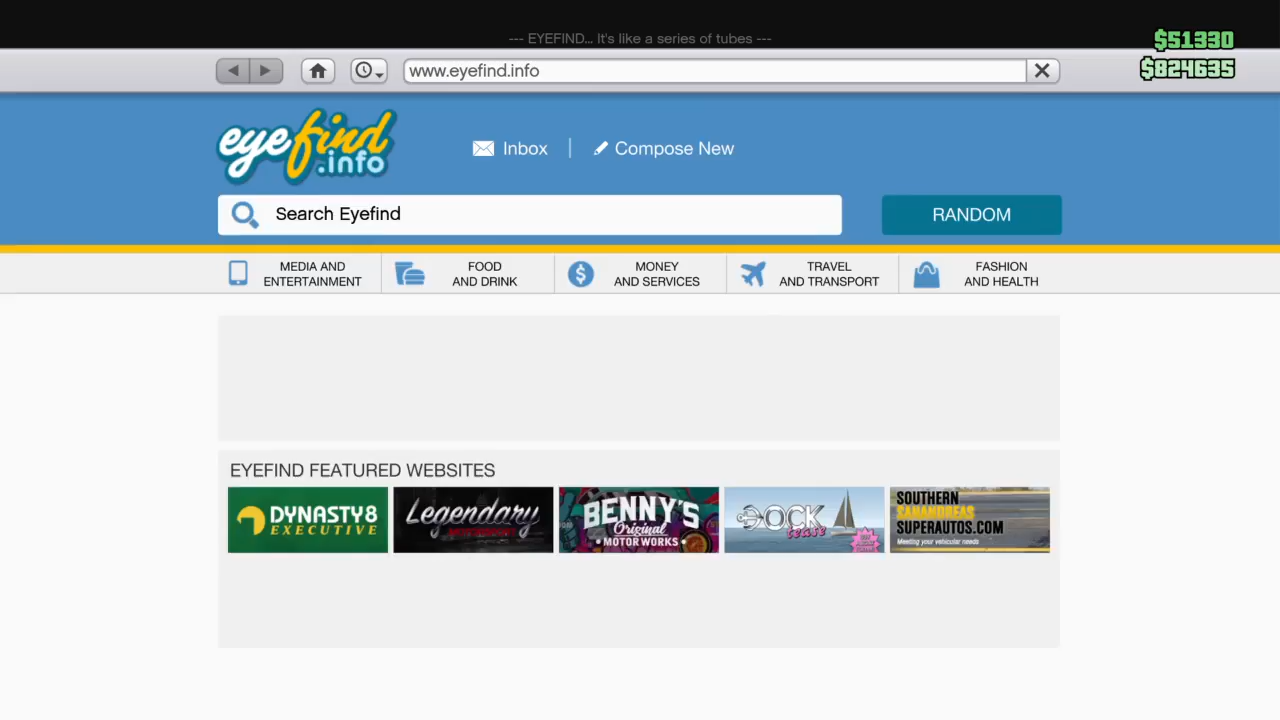 --- EYEFIND... It's like a series of tubes ---
$51330
$824635
www.eyefind.info
eyefind
.info
Inbox
Compose New
Search Eyefind
RANDOM
MEDIA AND
ENTERTAINMENT
FOOD
AND DRINK
MONEY
AND SERVICES
TRAVEL
AND TRANSPORT
FASHION
AND HEALTH
EYEFIND FEATURED WEBSITES
DYNASTY8
EXECUTIVE
Legendary
MOTORSPORT
BENNY'S
Original
MOTOR WORKS
DOCK
tease
SOUTHERN
SANANDREAS
SUPERAUTOS.COM
Meeting your vehicular needs